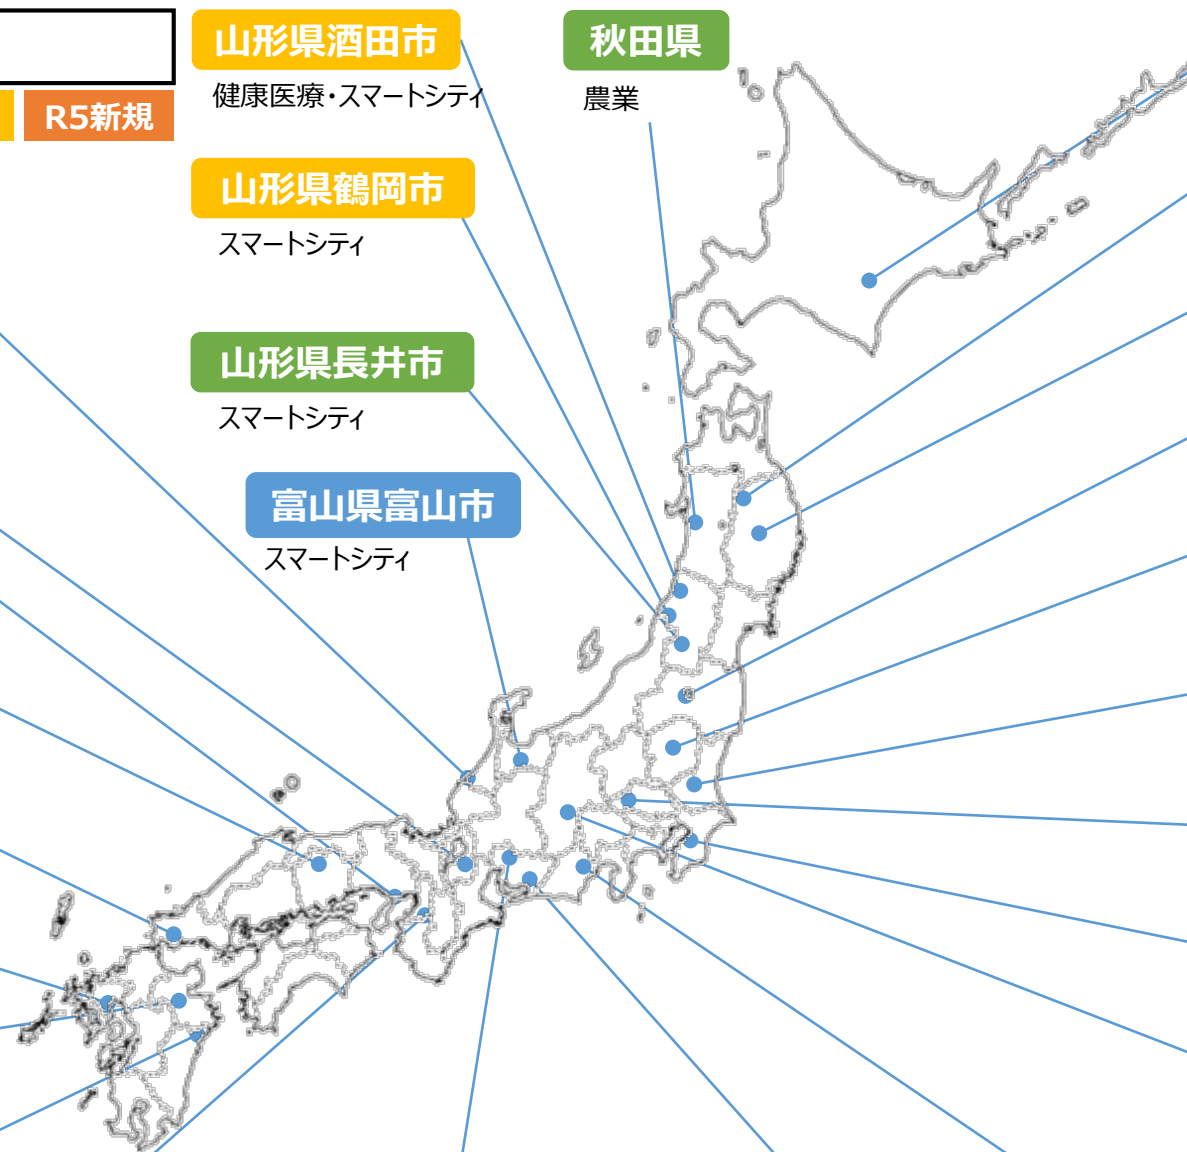 R5新規
山形県酒田市
健康医療・スマートシティ
秋田県
農業
山形県鶴岡市
スマートシティ
山形県長井市
スマートシティ
富山県富山市
スマートシティ